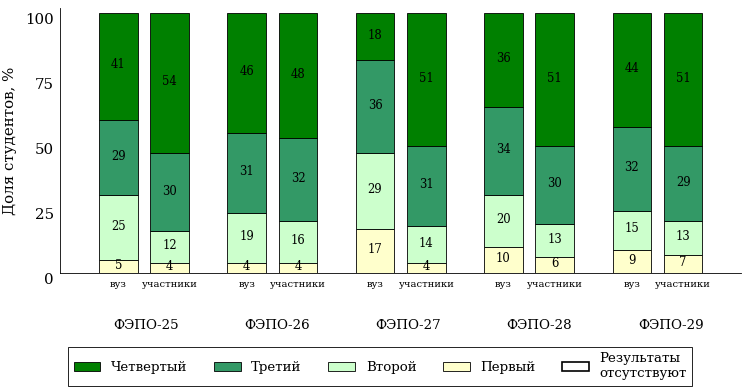 Доля студентов, %
100
75
50
25
0
41 54 46 48 18 51 36 51 44 51
29 30 31 32 36 31 34 30 32 29
25 12 19 16 29 14 20 13 15 13
5 4 4 4 17 4 10 6 9 7
вуз участники вуз участники вуз участники вуз участники вуз участники
ФЭПО-25 ФЭПО-26 ФЭПО-27 ФЭПО-28 ФЭПО-29
Четвертый Третий Второй Первый Результаты
отсутствуют